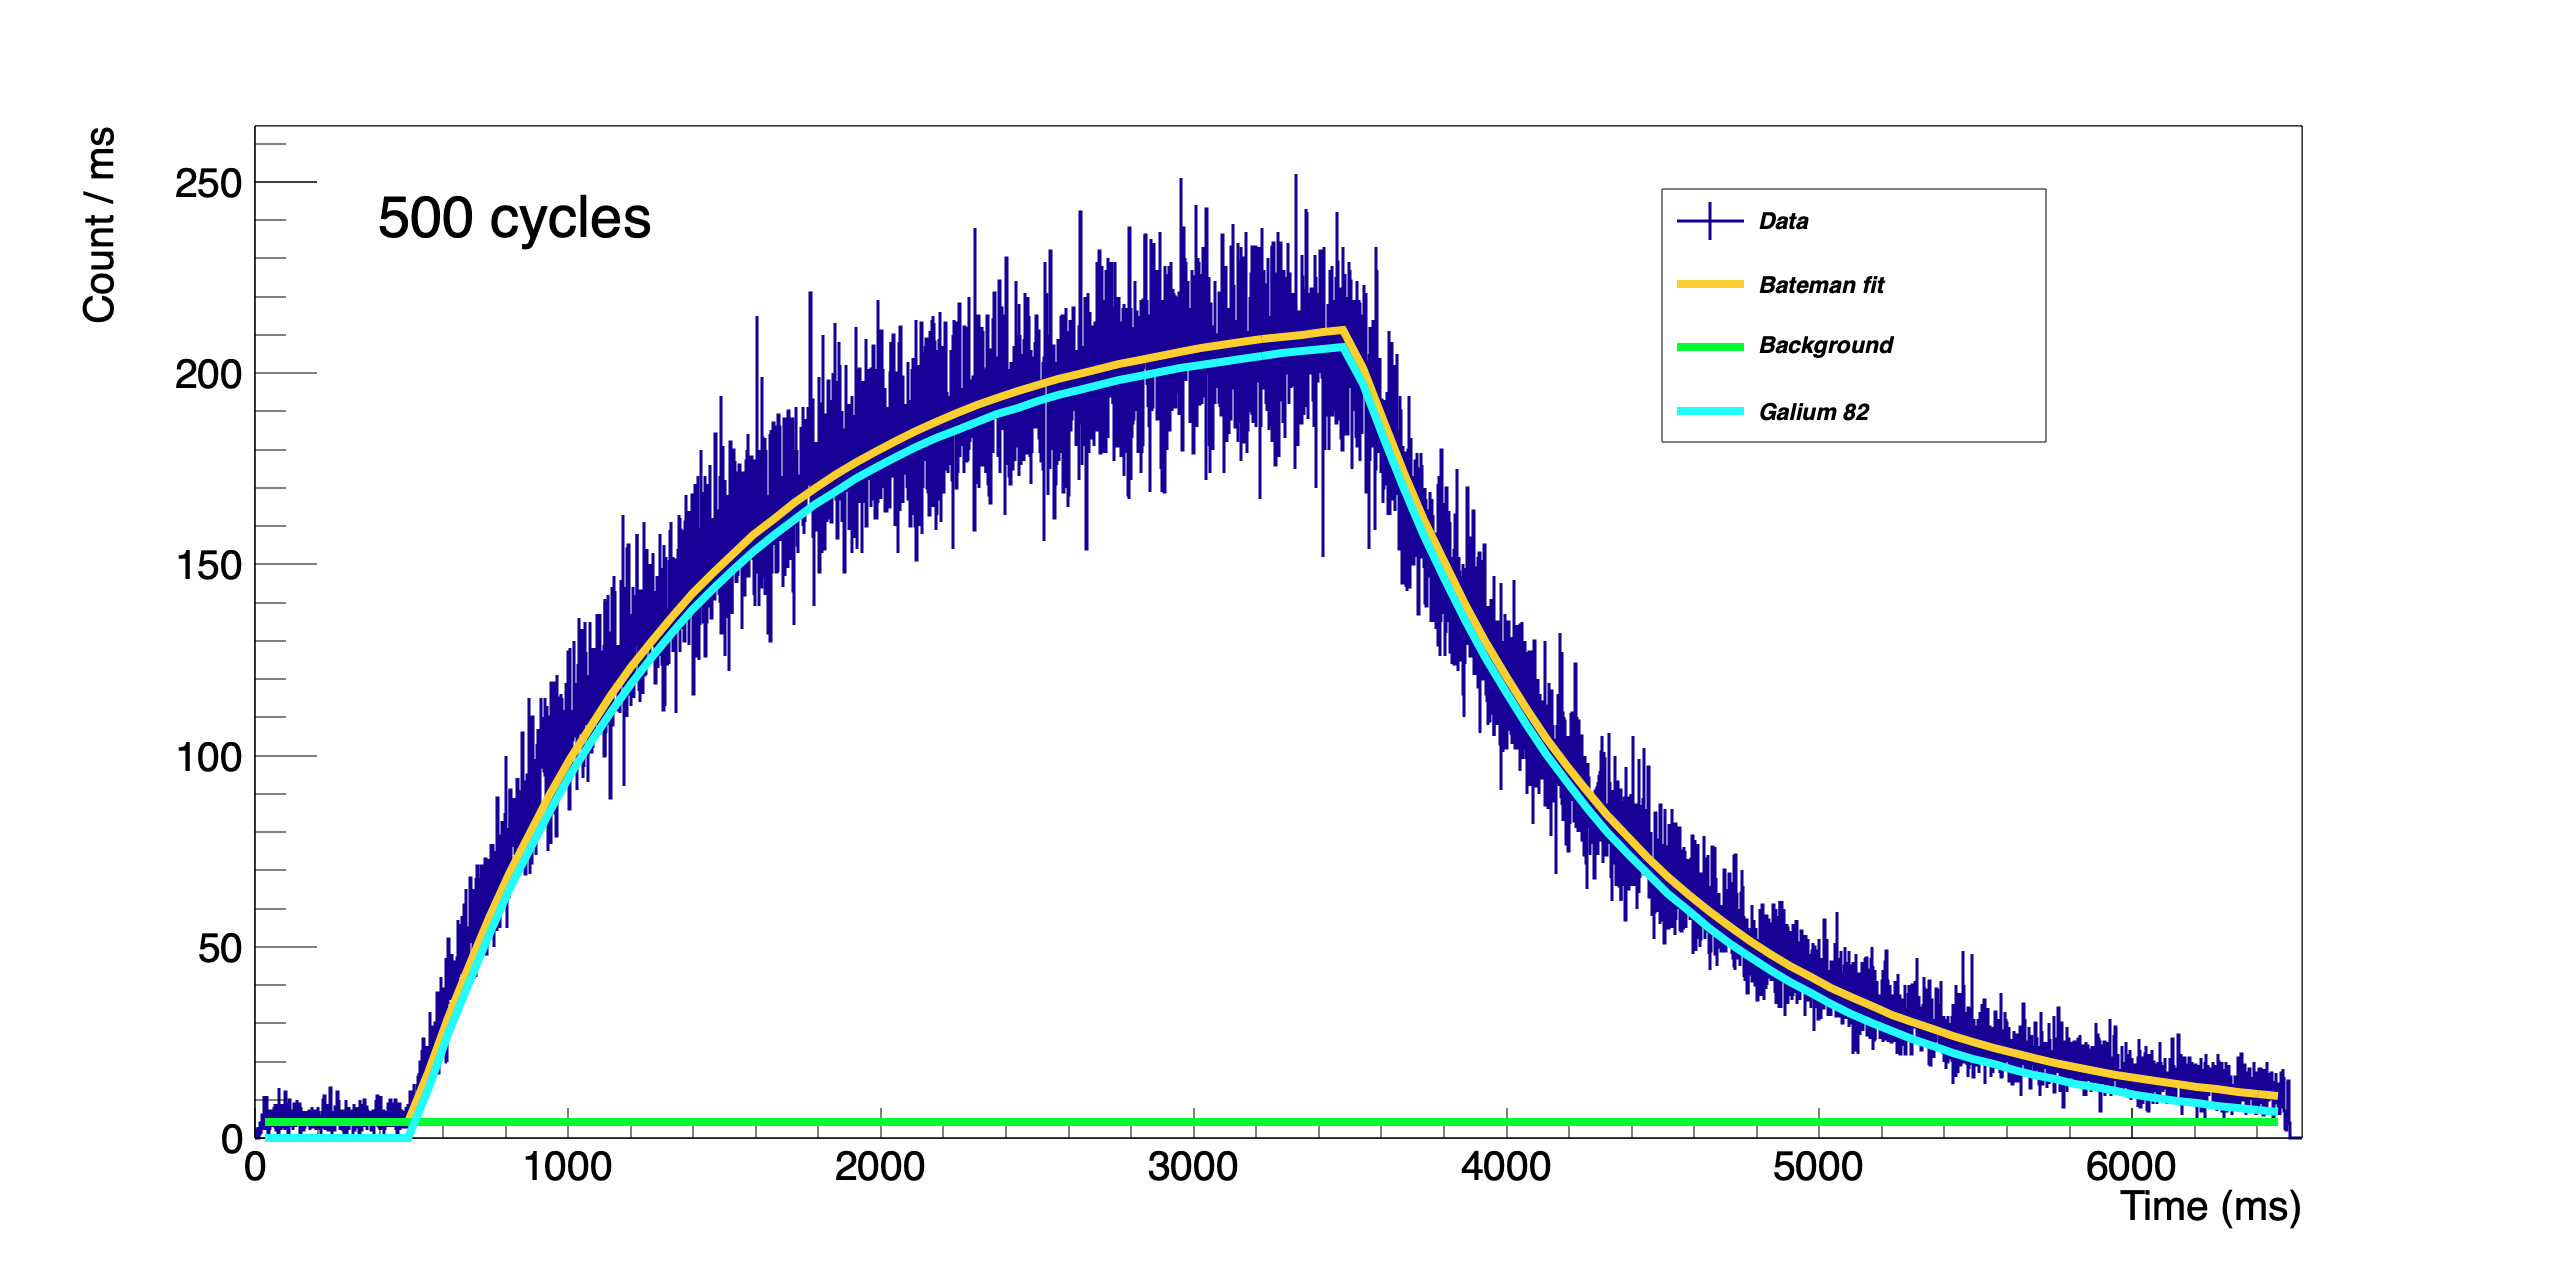 Count / ms
250
200
150
100
50
0
500 cycles
Data
Bateman fit
Background
Galium 82
0 1000 2000 3000 4000 5000 6000
Time (ms)